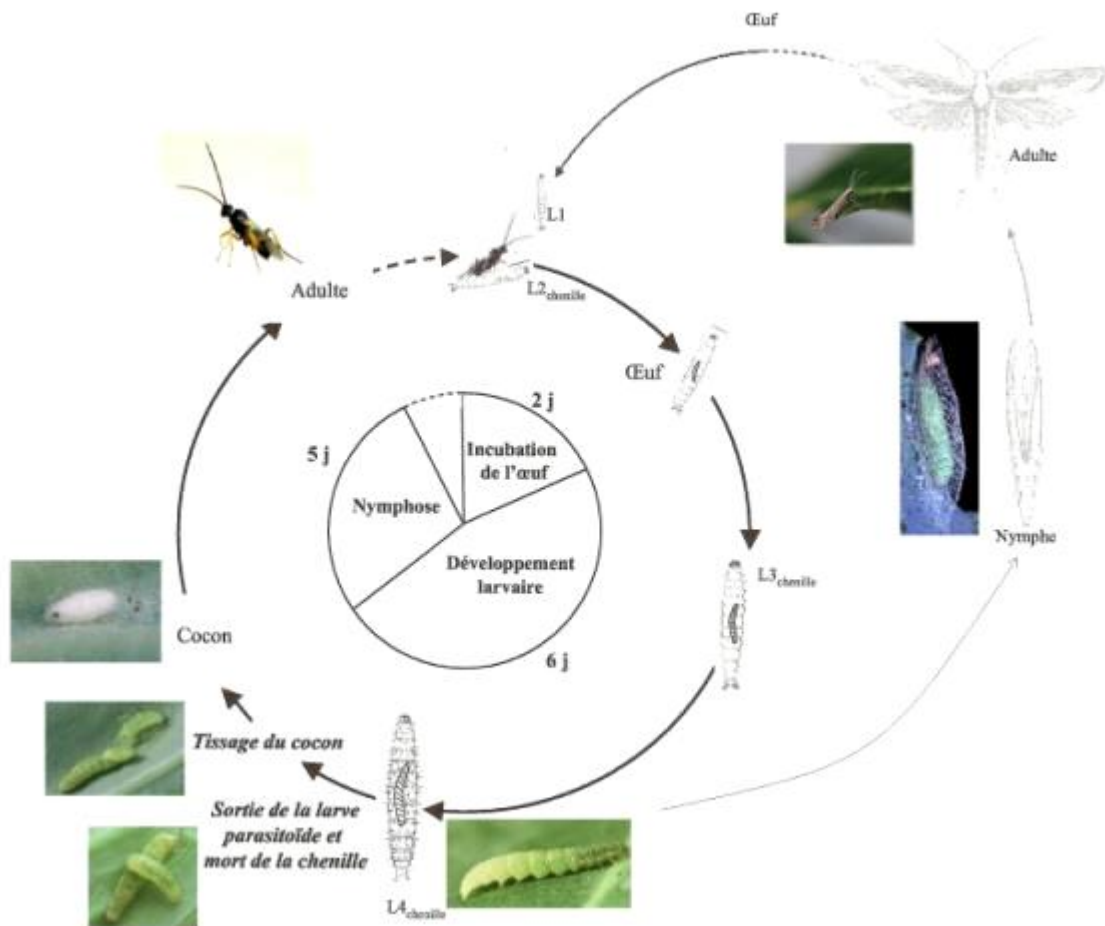 Œuf
Adulte
L1
Adulte
L2chenille
Œuf
2 j
5 j
Incubation
de l'œuf
Nymphose
Nymphe
Développement
larvaire
L3chenille
Cocon
6 j
Tissage du cocon
Sortie de la larve
parasitoïde et
mort de la chenille
L4chenille